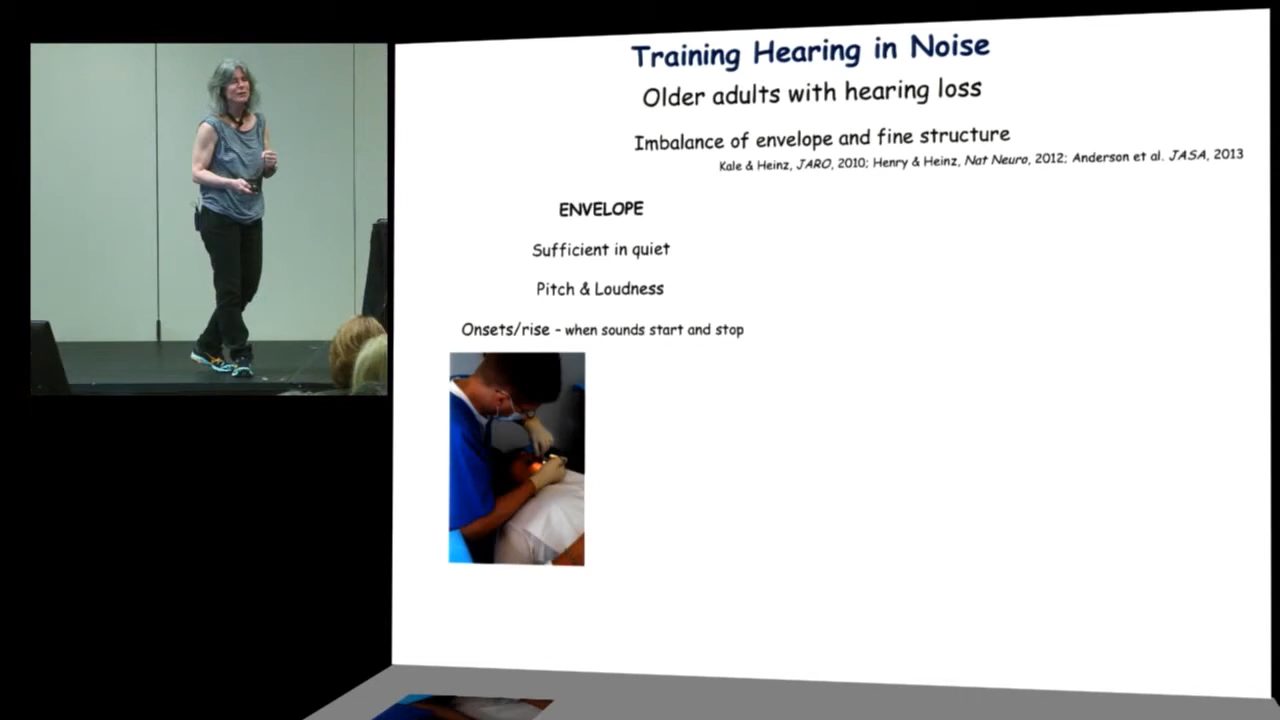 Training Hearing in Noise
Older adults with hearing loss
Imbalance of envelope and fine structure
Kale & Heinz, JARO, 2010; Henry & Heinz, Nat Neuro, 2012; Anderson et al. JASA, 2013
ENVELOPE
Sufficient in quiet
Pitch & Loudness
Onsets/rise - when sounds start and stop